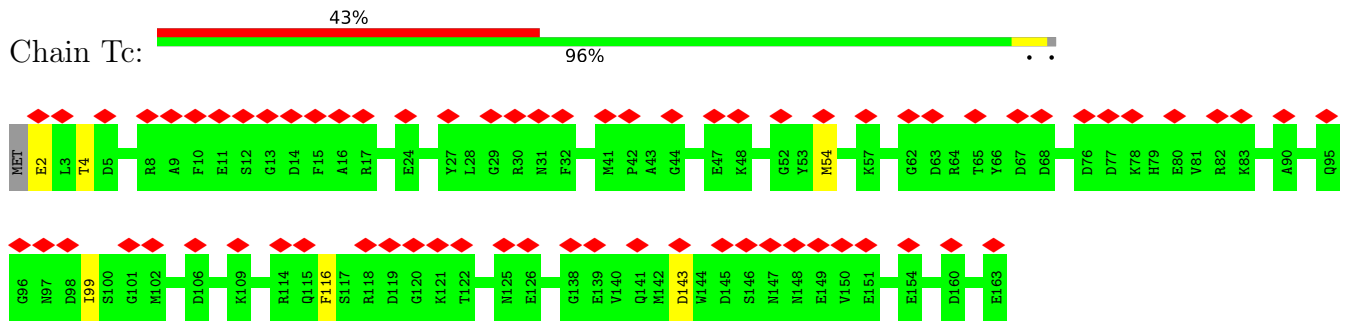 43%
Chain Tc:
96%
. .
MET E2 L3 T4 D5 R8 A9 F10 E11 S12 G13 D14 F15 A16 R17 E24 Y27 L28 G29 R30 N31 F32 M41 P42 A43 G44 E47 K48 G52 Y53 M54 K57 G62 D63 R64 T65 Y66 D67 D68 D76 D77 K78 H79 E80 V81 R82 K83 A90 Q95
G96 N97 D98 I99 S100 G101 M102 D106 K109 R114 Q115 F116 S117 R118 D119 G120 K121 T122 N125 E126 G138 E139 V140 Q141 M142 D143 W144 D145 S146 N147 N148 E149 V150 E151 E154 D160 E163